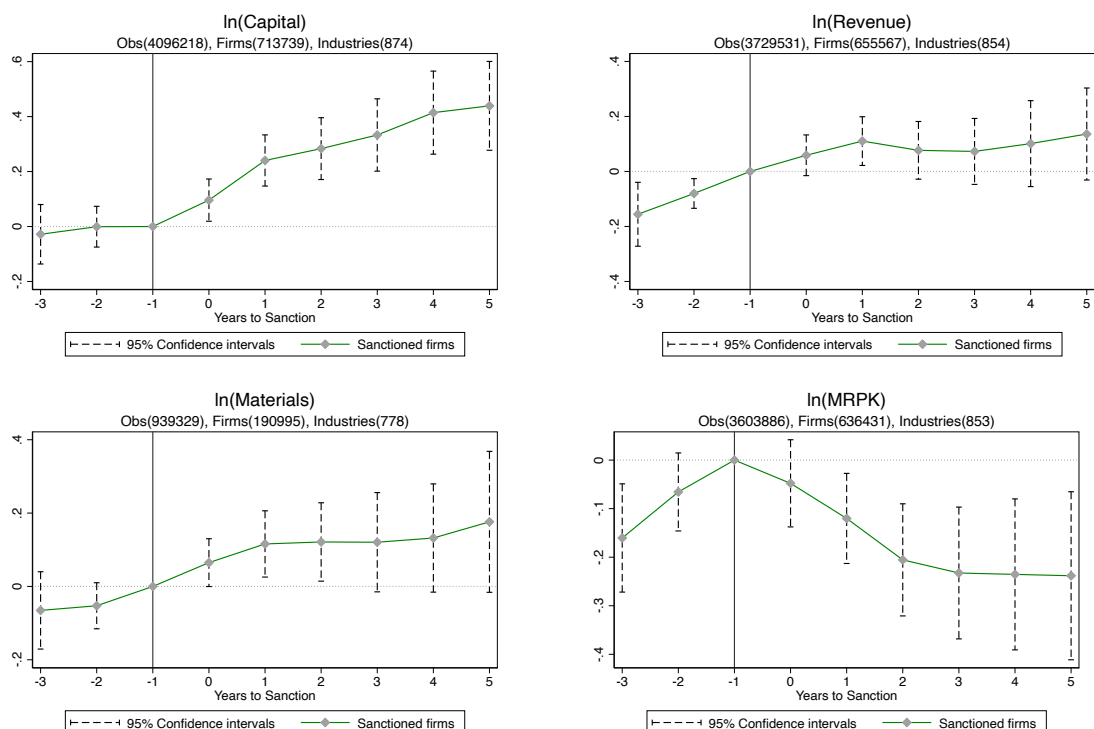 ln(Capital)
Obs(4096218), Firms(713739), Industries(874)
.6
.4
.2
0
-.2
-3 -2 -1 0 1 2 3 4 5
Years to Sanction
95% Confidence intervals Sanctioned firms
ln(Revenue)
Obs(3729531), Firms(655567), Industries(854)
.4
.2
0
-.2
-.4
-3 -2 -1 0 1 2 3 4 5
Years to Sanction
95% Confidence intervals Sanctioned firms
ln(Materials)
Obs(939329), Firms(190995), Industries(778)
.4
.2
0
-.2
-3 -2 -1 0 1 2 3 4 5
Years to Sanction
95% Confidence intervals Sanctioned firms
ln(MRPK)
Obs(3603886), Firms(636431), Industries(853)
0
-.1
-.2
-.3
-.4
-3 -2 -1 0 1 2 3 4 5
Years to Sanction
95% Confidence intervals Sanctioned firms